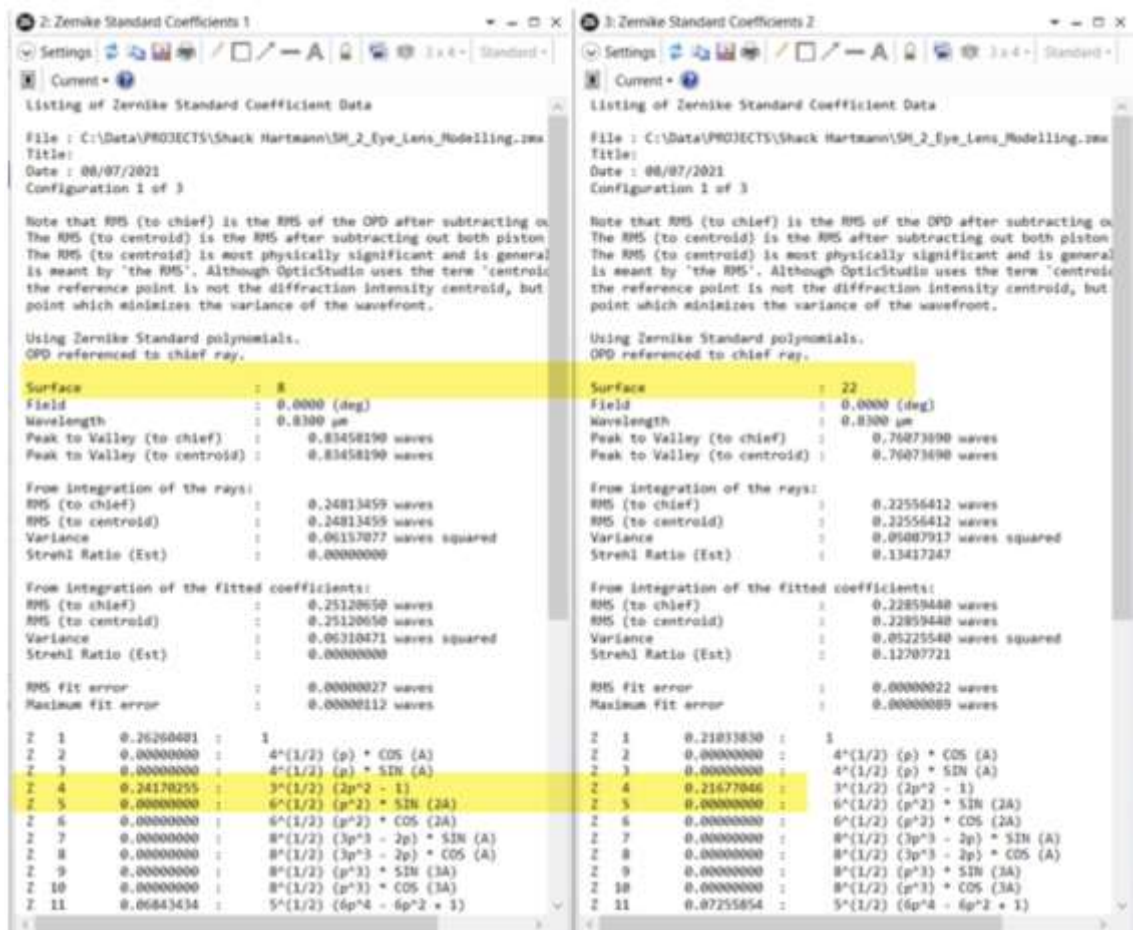 2: Zernike Standard Coefficients 1
Settings 3 x 4 Standard
Current
Listing of Zernike Standard Coefficient Data
File : C:\Data\PROJECTS\Shack Hartmann\SH_2_Eye_Lens_Modelling.zmx
Title:
Date : 08/07/2021
Configuration 1 of 3
Note that RMS (to chief) is the RMS of the OPD after subtracting ou
The RMS (to centroid) is the RMS after subtracting out both piston
The RMS (to centroid) is most physically significant and is general
is meant by 'the RMS'. Although OpticStudio uses the term 'centroid
the reference point is not the diffraction intensity centroid, but
point which minimizes the variance of the wavefront.
Using Zernike Standard polynomials.
OPD referenced to chief ray.
Surface : 8
Field : 0.0000 (deg)
Wavelength : 0.8300 µm
Peak to Valley (to chief) : 0.83458190 waves
Peak to Valley (to centroid) : 0.83458190 waves
From integration of the rays:
RMS (to chief) : 0.24813459 waves
RMS (to centroid) : 0.24813459 waves
Variance : 0.06157077 waves squared
Strehl Ratio (Est) : 0.00000000
From integration of the fitted coefficients:
RMS (to chief) : 0.25120650 waves
RMS (to centroid) : 0.25120650 waves
Variance : 0.06310471 waves squared
Strehl Ratio (Est) : 0.00000000
RMS fit error : 0.00000027 waves
Maximum fit error : 0.00000112 waves
Z 1 0.26260401 : 1
Z 2 0.00000000 : 4^(1/2) (p) * COS (A)
Z 3 0.00000000 : 4^(1/2) (p) * SIN (A)
Z 4 0.24170255 : 3^(1/2) (2p^2 - 1)
Z 5 0.00000000 : 6^(1/2) (p^2) * SIN (2A)
Z 6 0.00000000 : 6^(1/2) (p^2) * COS (2A)
Z 7 0.00000000 : 8^(1/2) (3p^3 - 2p) * SIN (A)
Z 8 0.00000000 : 8^(1/2) (3p^3 - 2p) * COS (A)
Z 9 0.00000000 : 8^(1/2) (p^3) * SIN (3A)
Z 10 0.00000000 : 8^(1/2) (p^3) * COS (3A)
Z 11 0.06843434 : 5^(1/2) (6p^4 - 6p^2 + 1)
3: Zernike Standard Coefficients 2
Settings 3 x 4 Standard
Current
Listing of Zernike Standard Coefficient Data
File : C:\Data\PROJECTS\Shack Hartmann\SH_2_Eye_Lens_Modelling.zmx
Title:
Date : 08/07/2021
Configuration 1 of 3
Note that RMS (to chief) is the RMS of the OPD after subtracting ou
The RMS (to centroid) is the RMS after subtracting out both piston
The RMS (to centroid) is most physically significant and is general
is meant by 'the RMS'. Although OpticStudio uses the term 'centroid
the reference point is not the diffraction intensity centroid, but
point which minimizes the variance of the wavefront.
Using Zernike Standard polynomials.
OPD referenced to chief ray.
Surface : 22
Field : 0.0000 (deg)
Wavelength : 0.8300 µm
Peak to Valley (to chief) : 0.76073690 waves
Peak to Valley (to centroid) : 0.76073690 waves
From integration of the rays:
RMS (to chief) : 0.22556412 waves
RMS (to centroid) : 0.22556412 waves
Variance : 0.05087917 waves squared
Strehl Ratio (Est) : 0.13417247
From integration of the fitted coefficients:
RMS (to chief) : 0.22859440 waves
RMS (to centroid) : 0.22859440 waves
Variance : 0.05225540 waves squared
Strehl Ratio (Est) : 0.12707721
RMS fit error : 0.00000022 waves
Maximum fit error : 0.00000089 waves
Z 1 0.21033830 : 1
Z 2 0.00000000 : 4^(1/2) (p) * COS (A)
Z 3 0.00000000 : 4^(1/2) (p) * SIN (A)
Z 4 0.21677046 : 3^(1/2) (2p^2 - 1)
Z 5 0.00000000 : 6^(1/2) (p^2) * SIN (2A)
Z 6 0.00000000 : 6^(1/2) (p^2) * COS (2A)
Z 7 0.00000000 : 8^(1/2) (3p^3 - 2p) * SIN (A)
Z 8 0.00000000 : 8^(1/2) (3p^3 - 2p) * COS (A)
Z 9 0.00000000 : 8^(1/2) (p^3) * SIN (3A)
Z 10 0.00000000 : 8^(1/2) (p^3) * COS (3A)
Z 11 0.07255854 : 5^(1/2) (6p^4 - 6p^2 + 1)